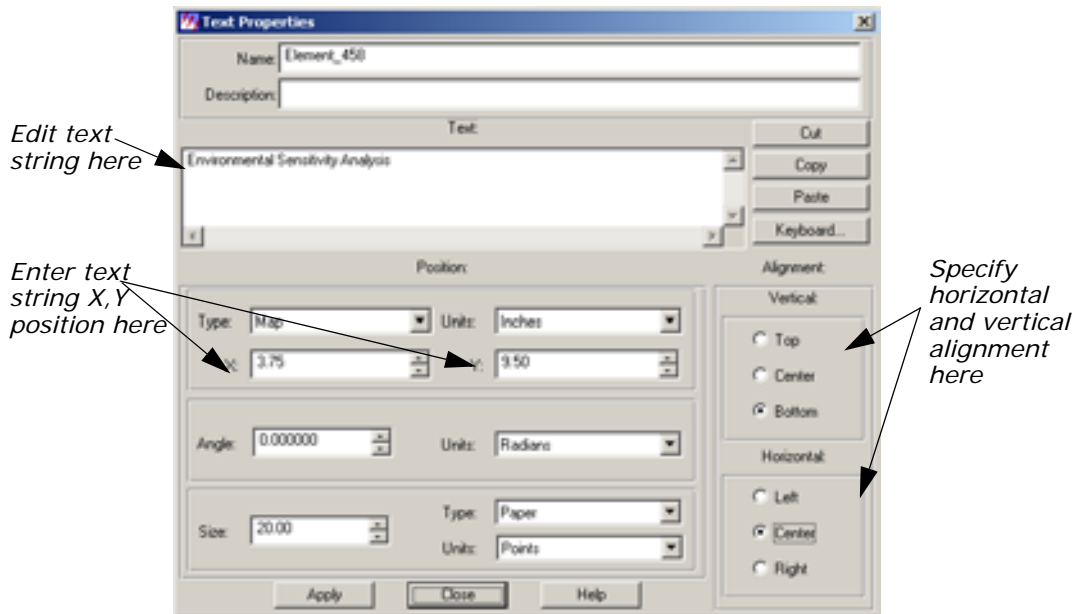 Text Properties
Name: Element_458
Description:
Text:
Environmental Sensitivity Analysis
Cut
Copy
Paste
Keyboard...
Edit text
string here
Position:
Type: Map
Units: Inches
X: 3.75
Y: 9.50
Enter text
string X,Y
position here
Angle: 0.000000
Units: Radians
Size: 20.00
Type: Paper
Units: Points
Alignment:
Vertical:
Top
Center
Bottom
Horizontal:
Left
Center
Right
Specify
horizontal
and vertical
alignment
here
Apply
Close
Help